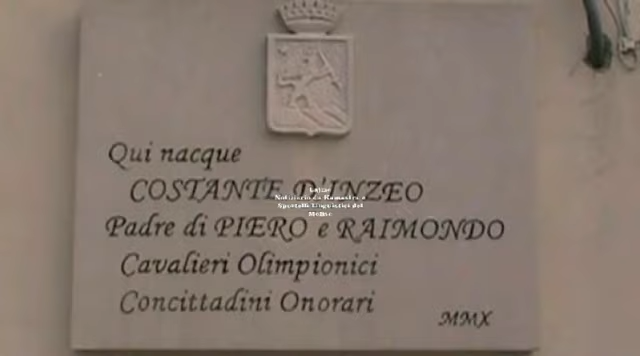 Qui nacque
COSTANTE D'INZEO
Padre di PIERO e RAIMONDO
Cavalieri Olimpionici
Concittadini Onorari
MMX